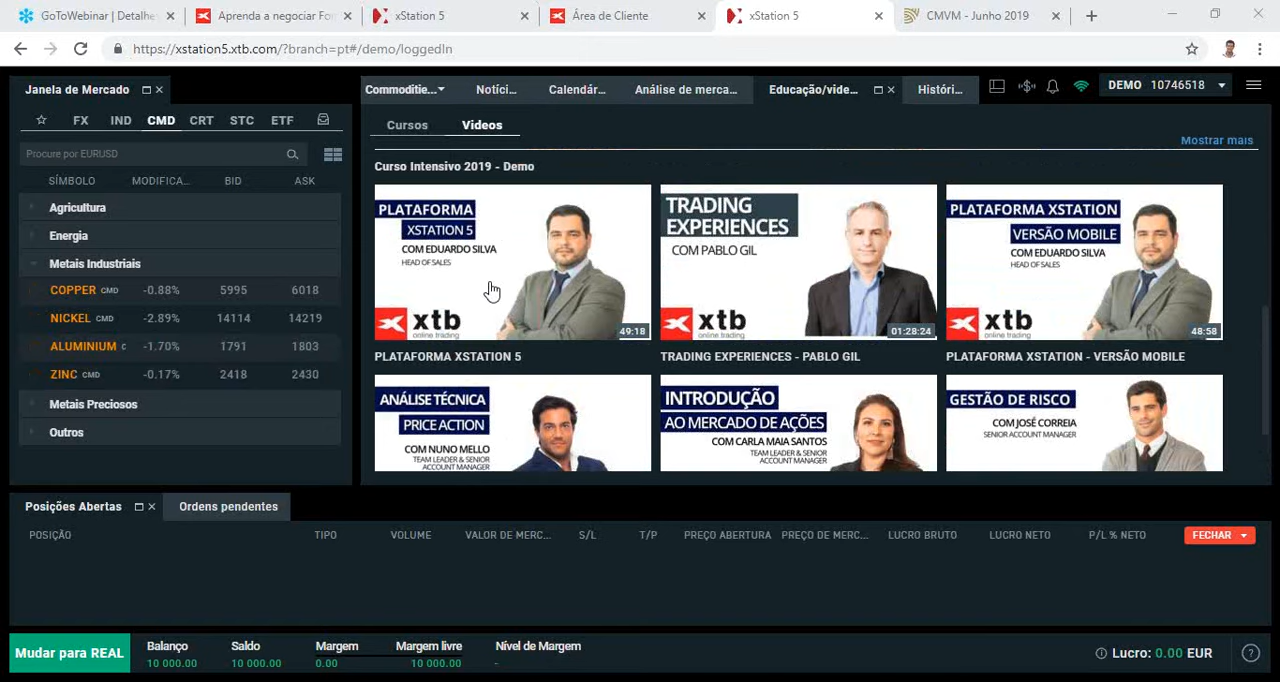 GoToWebinar | Detalhe
Aprenda a negociar For
xStation 5
Área de Cliente
xStation 5
CMVM - Junho 2019
https://xstation5.xtb.com/?branch=pt#/demo/loggedIn
Janela de Mercado
Commoditie...
Notíci...
Calendár...
Análise de merca...
Educação/vide...
Históri...
DEMO 10746518
FX IND CMD CRT STC ETF
Procure por EURUSD
SÍMBOLO MODIFICA... BID ASK
Agricultura
Energia
Metais Industriais
COPPER CMD -0.88% 5995 6018
NICKEL CMD -2.89% 14114 14219
ALUMINIUM C -1.70% 1791 1803
ZINC CMD -0.17% 2418 2430
Metais Preciosos
Outros
Cursos Videos
Mostrar mais
Curso Intensivo 2019 - Demo
PLATAFORMA
XSTATION 5
COM EDUARDO SILVA
HEAD OF SALES
xtb
online trading
49:18
PLATAFORMA XSTATION 5
TRADING
EXPERIENCES
COM PABLO GIL
xtb
online trading
01:28:24
TRADING EXPERIENCES - PABLO GIL
PLATAFORMA XSTATION
VERSÃO MOBILE
COM EDUARDO SILVA
HEAD OF SALES
xtb
online trading
48:58
PLATAFORMA XSTATION - VERSÃO MOBILE
ANÁLISE TÉCNICA
PRICE ACTION
COM NUNO MELLO
TEAM LEADER & SENIOR
ACCOUNT MANAGER
INTRODUÇÃO
AO MERCADO DE AÇÕES
COM CARLA MAIA SANTOS
TEAM LEADER & SENIOR
ACCOUNT MANAGER
GESTÃO DE RISCO
COM JOSÉ CORREIA
SENIOR ACCOUNT MANAGER
Posições Abertas
Ordens pendentes
POSIÇÃO TIPO VOLUME VALOR DE MERC... S/L T/P PREÇO ABERTURA PREÇO DE MERC... LUCRO BRUTO LUCRO NETO P/L % NETO FECHAR
Mudar para REAL
Balanço Saldo Margem Margem livre Nível de Margem
10 000.00 10 000.00 0.00 10 000.00 -
Lucro: 0.00 EUR